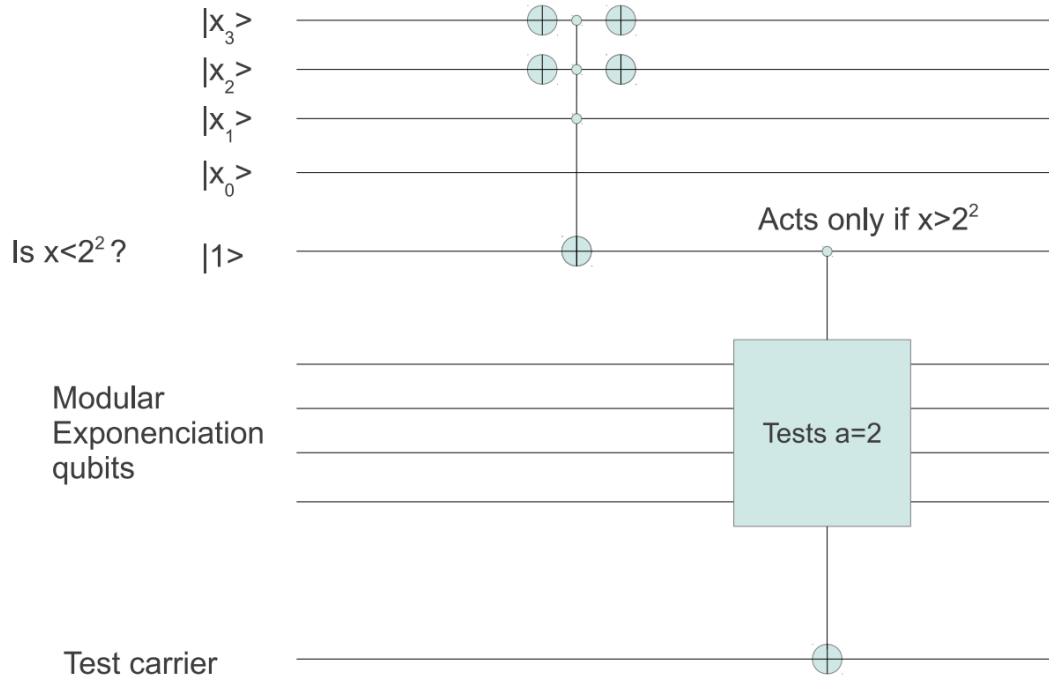 |x₃>
|x₂>
|x₁>
|x₀>
Acts only if x>2²
Is x<2² ?
|1>
Modular
Exponenciation
qubits
Tests a=2
Test carrier